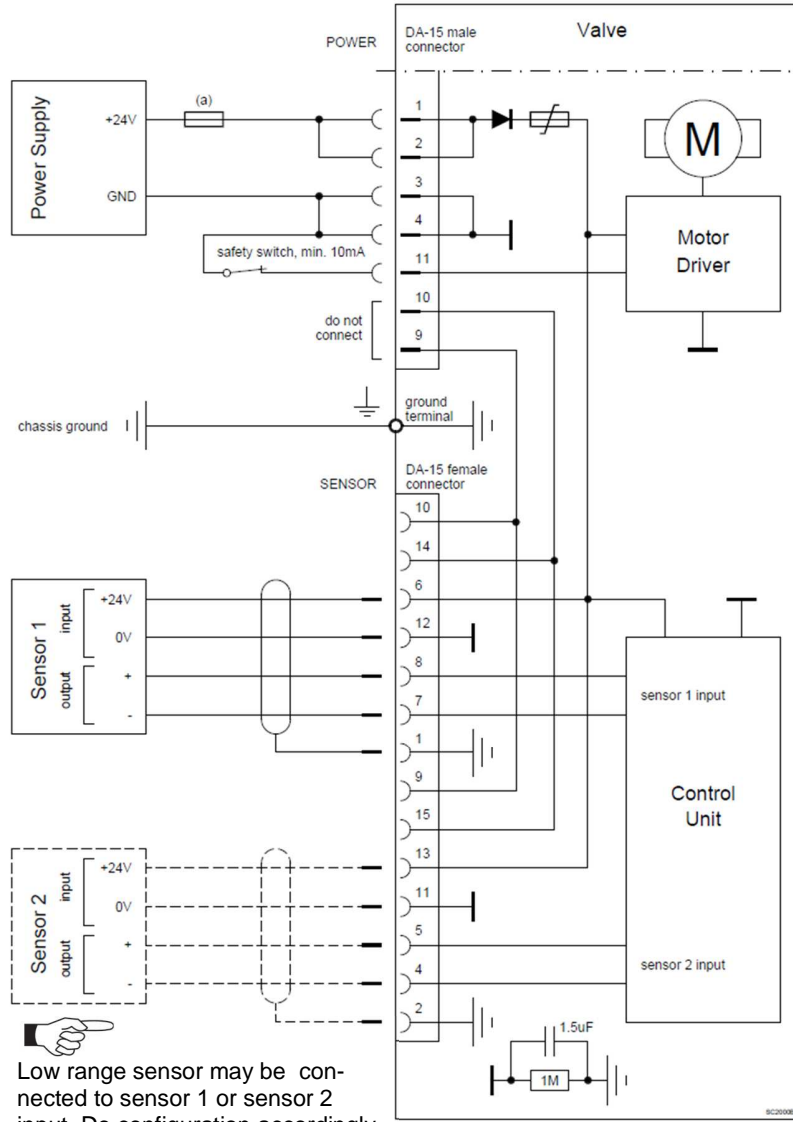 Valve
POWER
DA-15 male
connector
Power Supply
+24V
(a)
GND
1
2
3
4
11
10
9
safety switch, min. 10mA
do not
connect
M
Motor
Driver
chassis ground
ground
terminal
SENSOR
DA-15 female
connector
10
14
6
12
8
7
1
9
15
13
11
5
4
2
Sensor 1
input
+24V
0V
output
+
-
sensor 1 input
Control
Unit
Sensor 2
input
+24V
0V
output
+
-
sensor 2 input
1.5uF
1M
Low range sensor may be con-
nected to sensor 1 or sensor 2
input. Do configuration accordingly